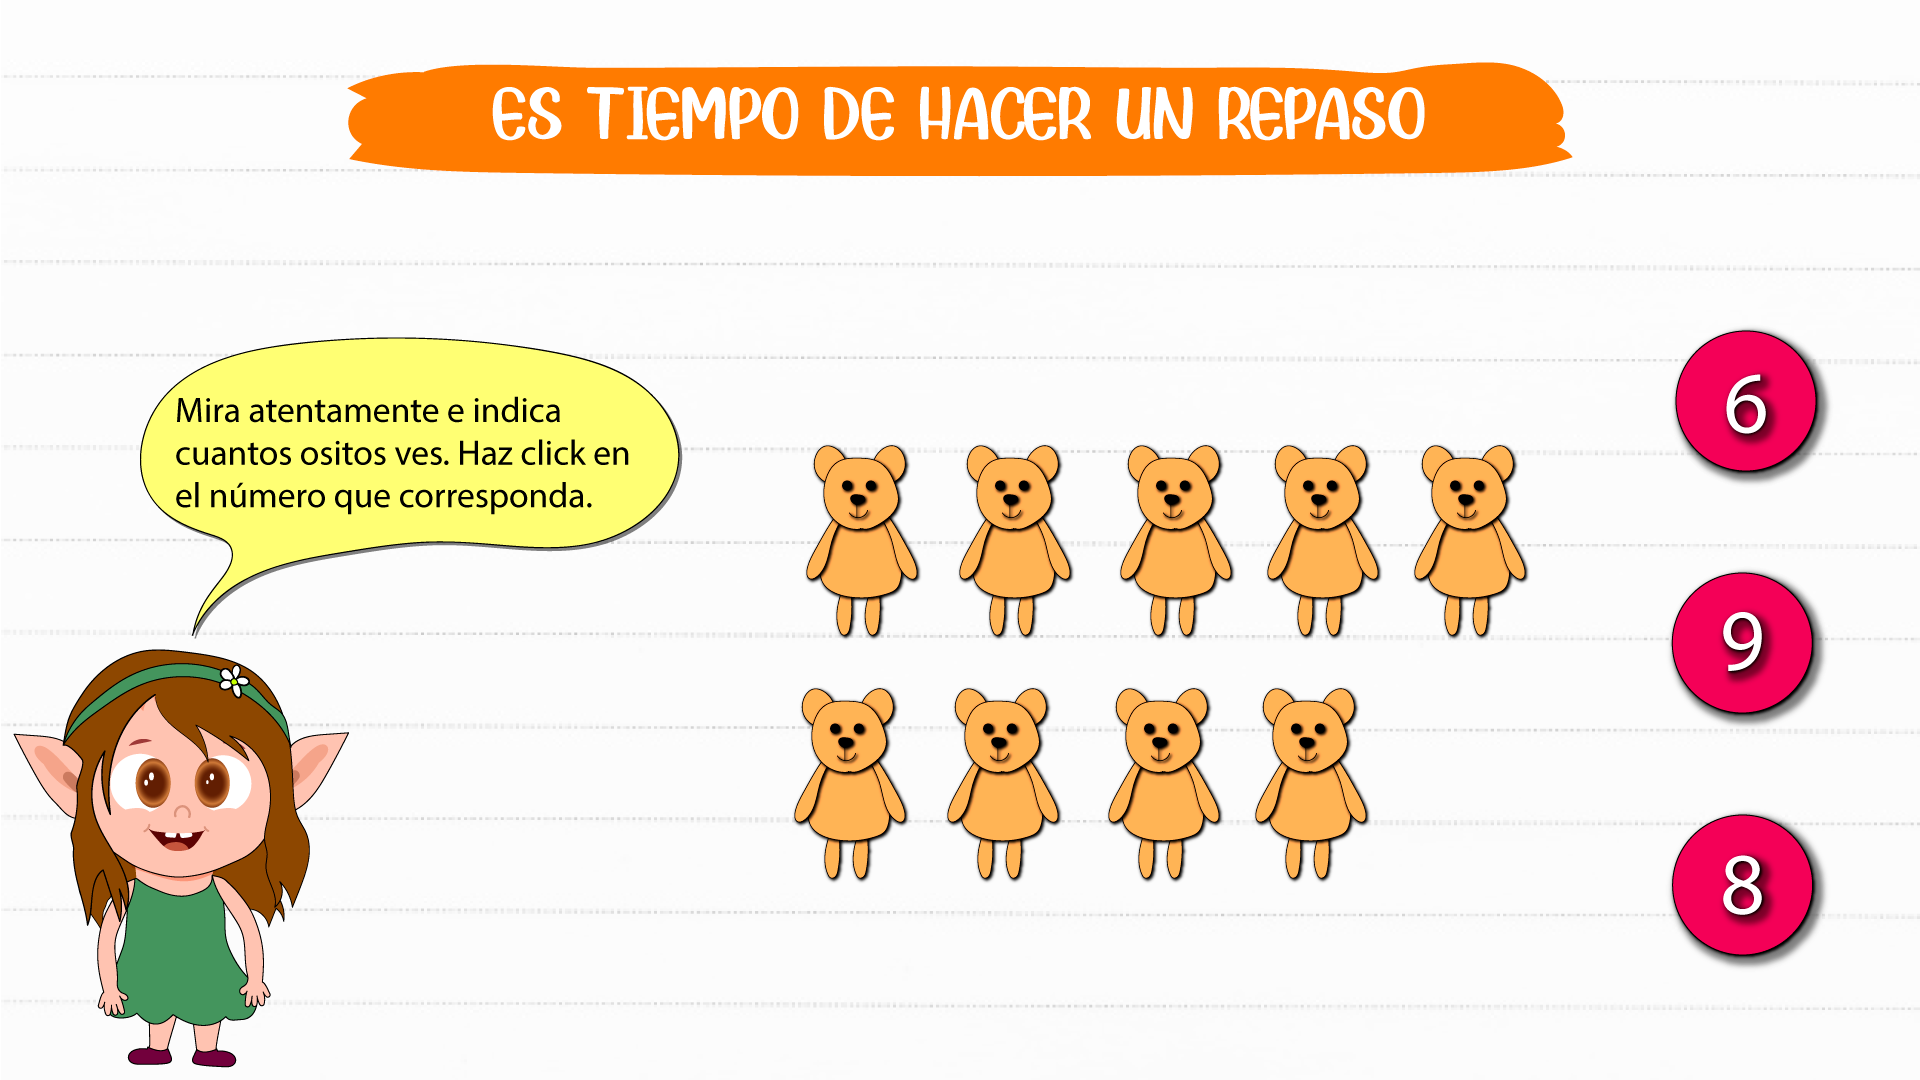 ES TIEMPO DE HACER UN REPASO
Mira atentamente e indica
cuantos ositos ves. Haz click en
el número que corresponda.
6
9
8